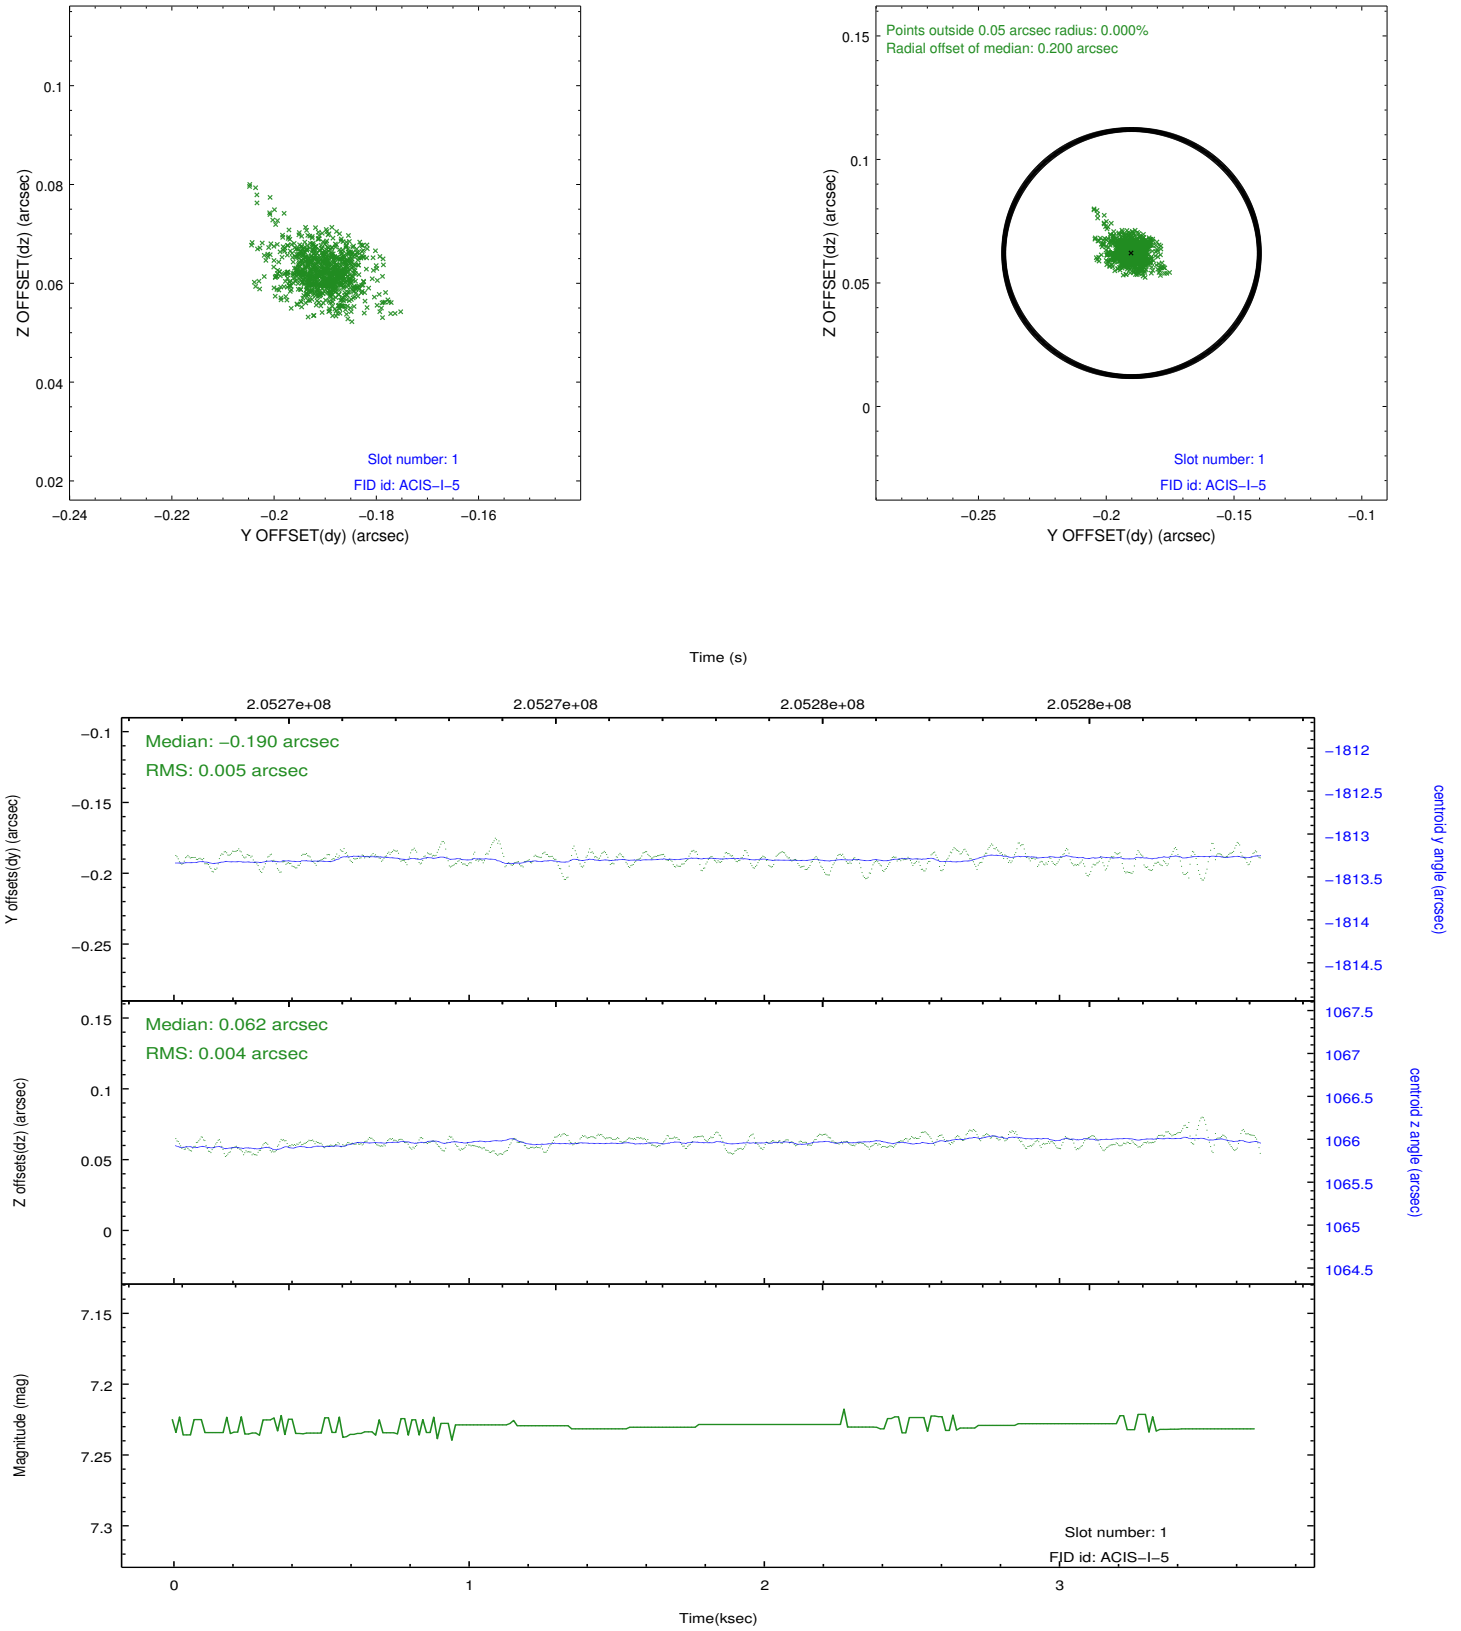 0.1
0.08
0.06
0.04
0.02
Z OFFSET(dz) (arcsec)
Slot number: 1
FID id: ACIS−I−5
−0.24 −0.22 −0.2 −0.18 −0.16
Y OFFSET(dy) (arcsec)
Points outside 0.05 arcsec radius: 0.000%
Radial offset of median: 0.200 arcsec
0.15
0.1
0.05
0
Z OFFSET(dz) (arcsec)
Slot number: 1
FID id: ACIS−I−5
−0.25 −0.2 −0.15 −0.1
Y OFFSET(dy) (arcsec)
Time (s)
2.0527e+08 2.0527e+08 2.0528e+08 2.0528e+08
Median: −0.190 arcsec
RMS: 0.005 arcsec
−0.1
−0.15
−0.2
−0.25
Y offsets(dy) (arcsec)
−1812
−1812.5
−1813
−1813.5
−1814
−1814.5
centroid y angle (arcsec)
Median: 0.062 arcsec
RMS: 0.004 arcsec
0.15
0.1
0.05
0
Z offsets(dz) (arcsec)
1067.5
1067
1066.5
1066
1065.5
1065
1064.5
centroid z angle (arcsec)
7.15
7.2
7.25
7.3
Magnitude (mag)
Slot number: 1
FID id: ACIS−I−5
0 1 2 3
Time(ksec)